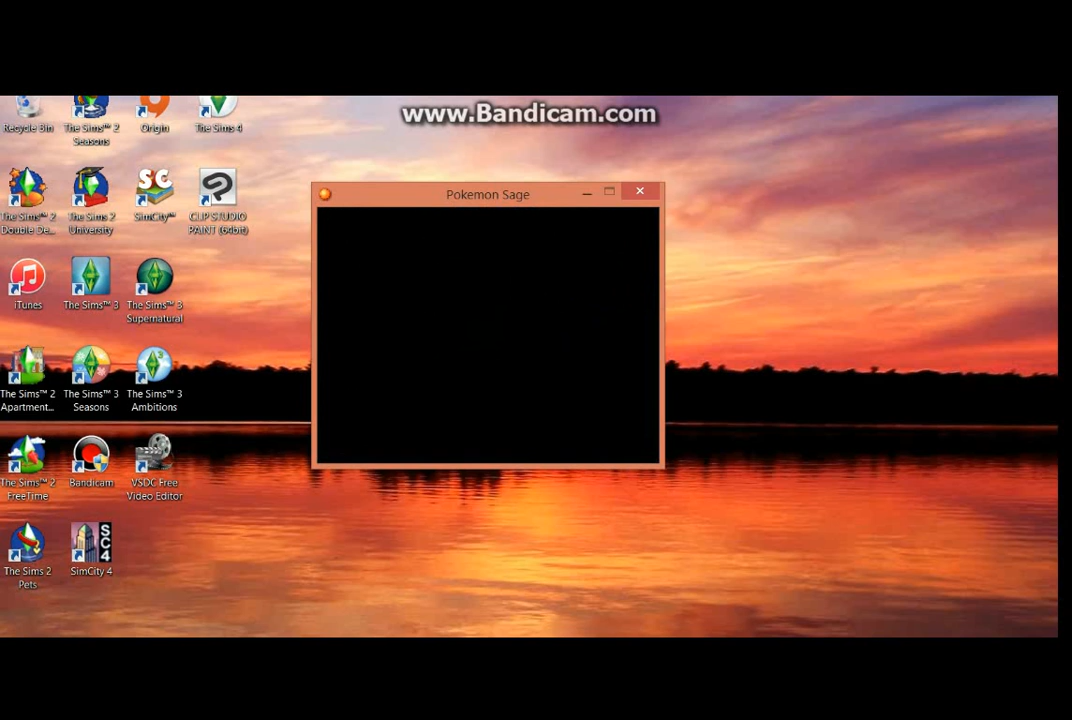 www.Bandicam.com
Recycle Bin
The Sims™ 2
Seasons
Origin
The Sims 4
Pokemon Sage
The Sims™ 2
Double De...
The Sims 2
University
SC
SimCity™
CLIP STUDIO
PAINT (64bit)
iTunes
The Sims™ 3
The Sims™ 3
Supernatural
The Sims™ 2
Apartment...
The Sims™ 3
Seasons
The Sims™ 3
Ambitions
The Sims™ 2
FreeTime
Bandicam
VSDC Free
Video Editor
The Sims 2
Pets
SC4
SimCity 4